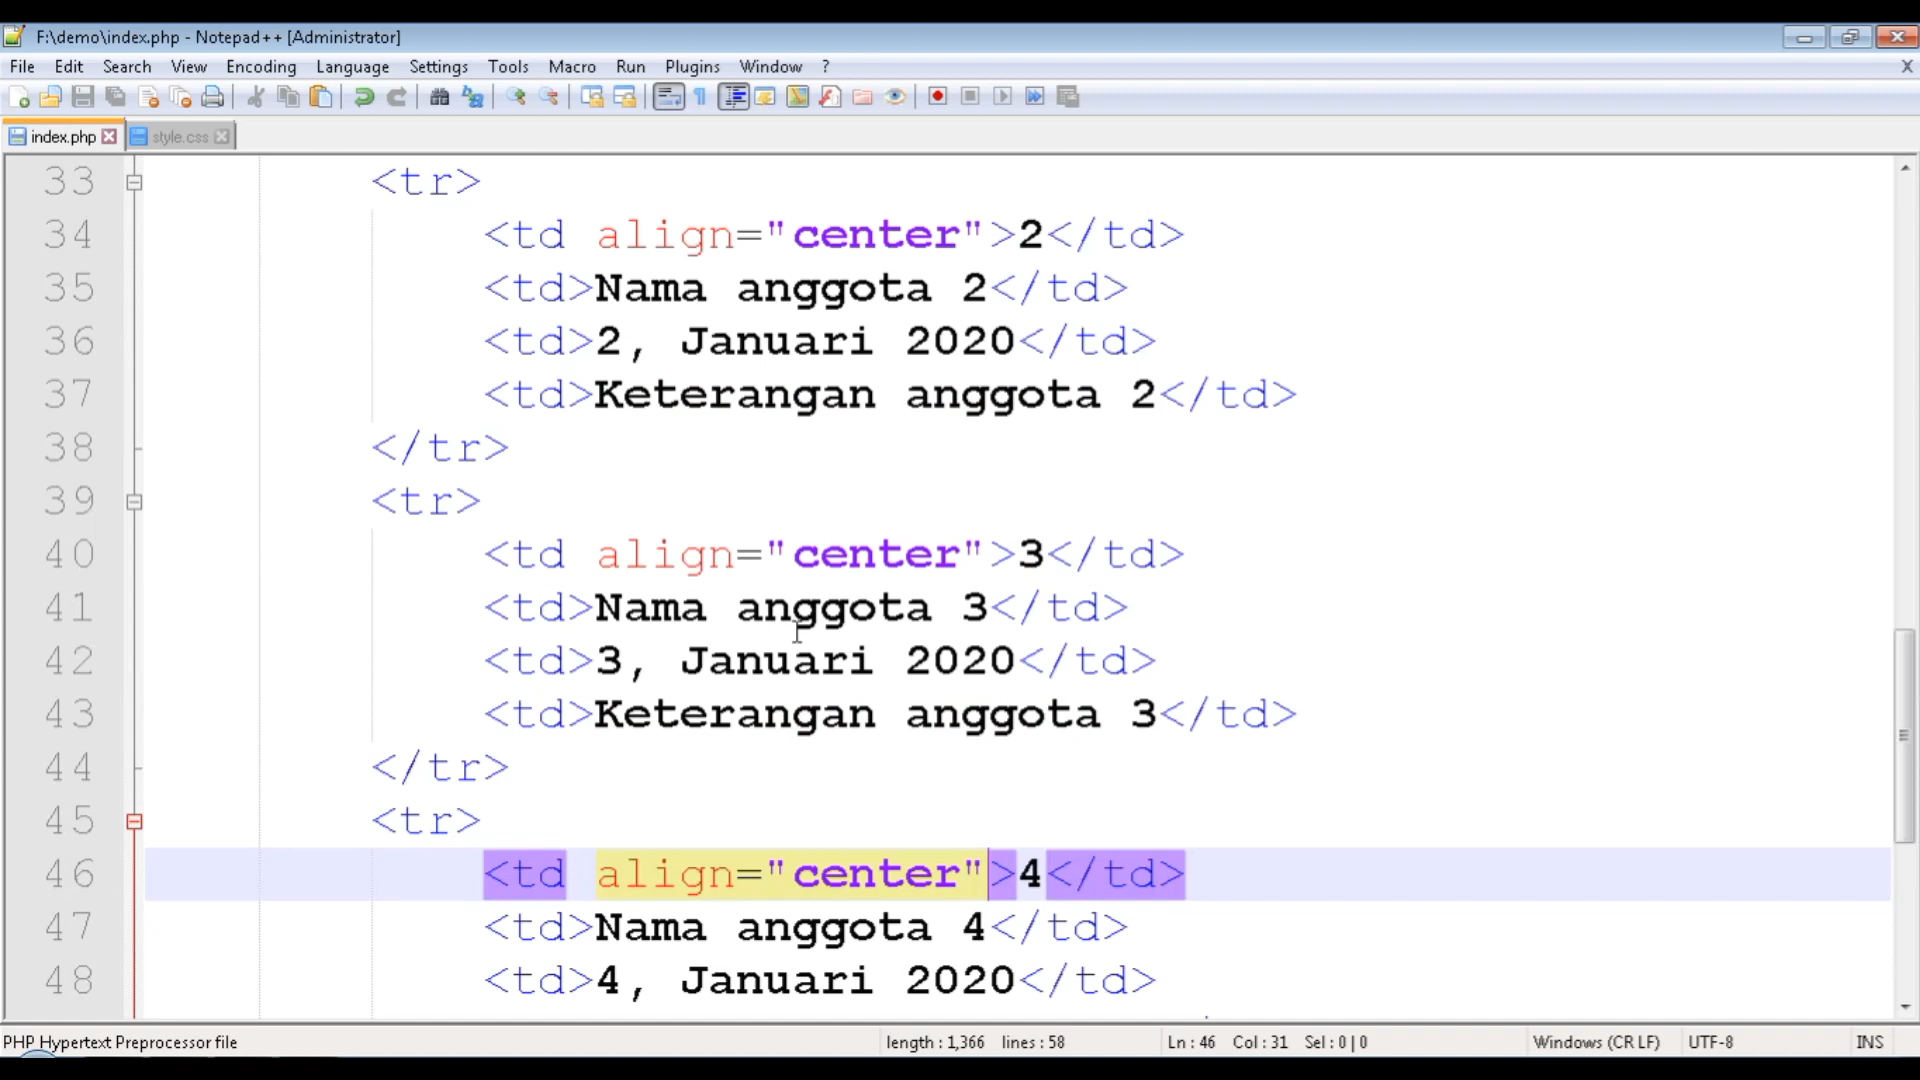 F:\demo\index.php - Notepad++ [Administrator]
File Edit Search View Encoding Language Settings Tools Macro Run Plugins Window ? X
index.php style.css
33 <tr>
34 <td align="center">2</td>
35 <td>Nama anggota 2</td>
36 <td>2, Januari 2020</td>
37 <td>Keterangan anggota 2</td>
38 </tr>
39 <tr>
40 <td align="center">3</td>
41 <td>Nama anggota 3</td>
42 <td>3, Januari 2020</td>
43 <td>Keterangan anggota 3</td>
44 </tr>
45 <tr>
46 <td align="center">4</td>
47 <td>Nama anggota 4</td>
48 <td>4, Januari 2020</td>
PHP Hypertext Preprocessor file length : 1,366 lines : 58 Ln : 46 Col : 31 Sel : 0 | 0 Windows (CR LF) UTF-8 INS